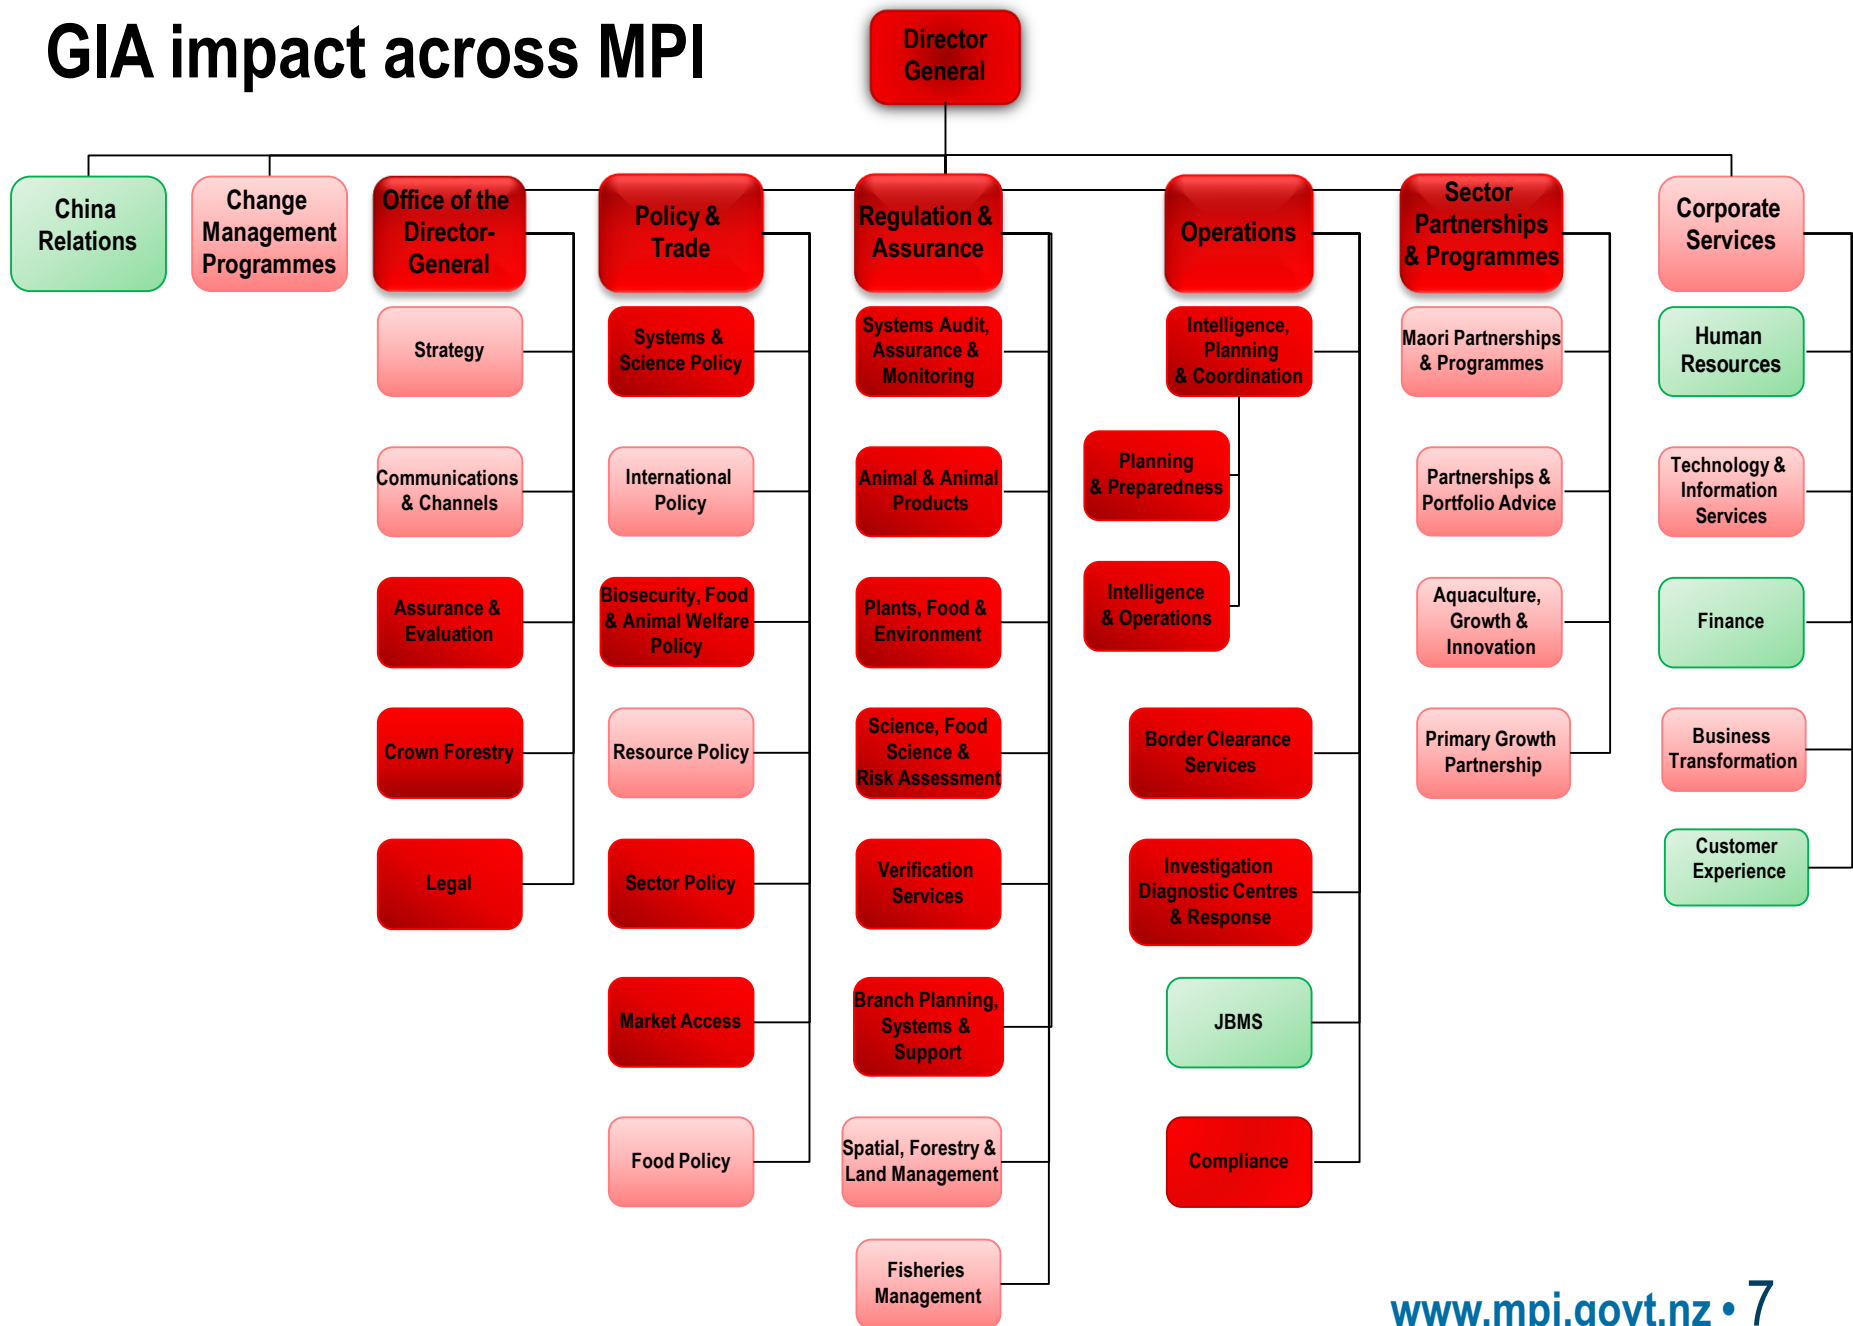 GIA impact across MPI
Director
General
China
Relations
Change
Management
Programmes
Office of the
Director-
General
Policy &
Trade
Regulation &
Assurance
Operations
Sector
Partnerships
& Programmes
Corporate
Services
Strategy
Communications
& Channels
Assurance &
Evaluation
Crown Forestry
Legal
Systems &
Science Policy
International
Policy
Biosecurity, Food
& Animal Welfare
Policy
Resource Policy
Sector Policy
Market Access
Food Policy
Systems Audit,
Assurance &
Monitoring
Animal & Animal
Products
Plants, Food &
Environment
Science, Food
Science &
Risk Assessment
Verification
Services
Branch Planning,
Systems &
Support
Spatial, Forestry &
Land Management
Fisheries
Management
Intelligence,
Planning
& Coordination
Planning
& Preparedness
Intelligence
& Operations
Border Clearance
Services
Investigation
Diagnostic Centres
& Response
JBMS
Compliance
Maori Partnerships
& Programmes
Partnerships &
Portfolio Advice
Aquaculture,
Growth &
Innovation
Primary Growth
Partnership
Human
Resources
Technology &
Information
Services
Finance
Business
Transformation
Customer
Experience
www.mpi.govt.nz • 7